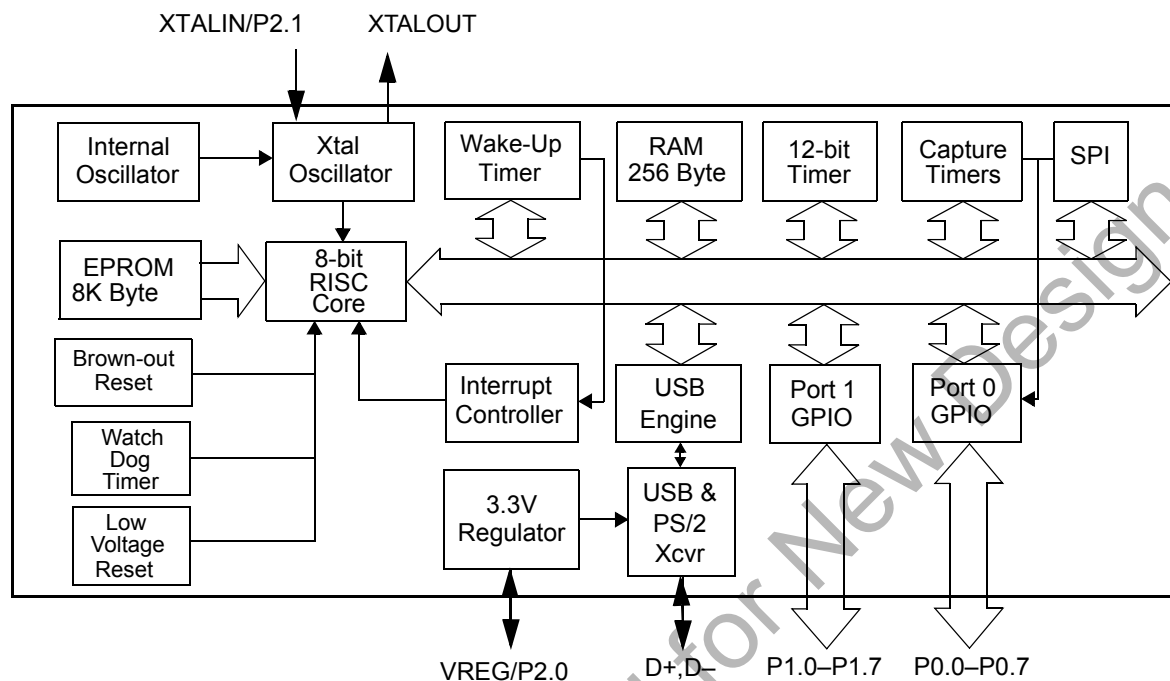 XTALIN/P2.1
XTALOUT
Internal
Oscillator
Xtal
Oscillator
Wake-Up
Timer
RAM
256 Byte
12-bit
Timer
Capture
Timers
SPI
EPROM
8K Byte
8-bit
RISC
Core
Brown-out
Reset
Watch
Dog
Timer
Low
Voltage
Reset
Interrupt
Controller
USB
Engine
Port 1
GPIO
Port 0
GPIO
3.3V
Regulator
USB &
PS/2
Xcvr
VREG/P2.0
D+,D–
P1.0–P1.7
P0.0–P0.7
for New Design